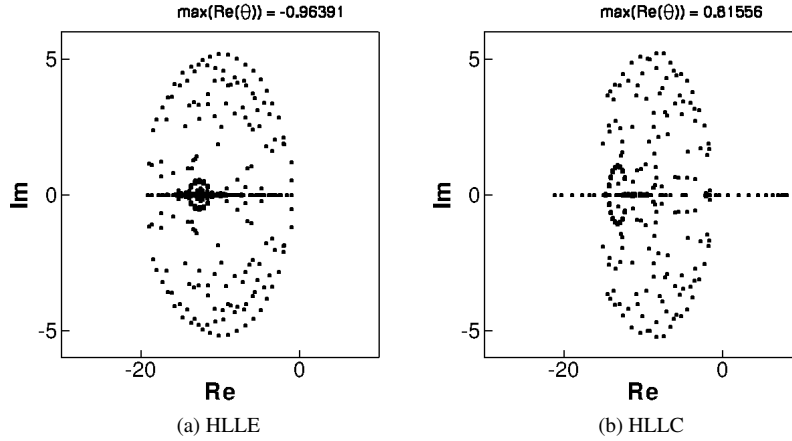 max(Re(θ)) = -0.96391
5
0
-5
Im
-20
0
Re
(a) HLLE
max(Re(θ)) = 0.81556
5
0
-5
Im
-20
0
Re
(b) HLLC